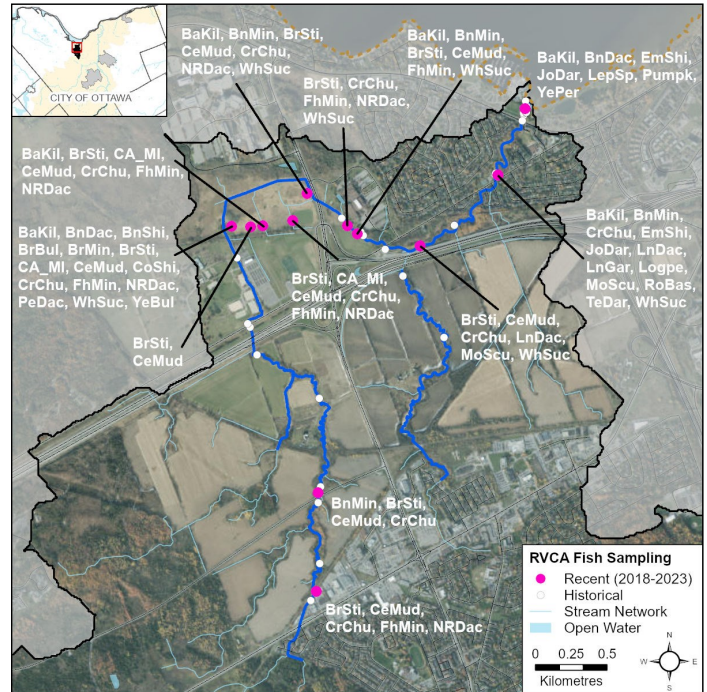 CITY OF OTTAWA
BaKil, BnMin, BrSti,
CeMud, CrChu,
NRDac, WhSuc
BrSti, CrChu,
FhMin, NRDac,
WhSuc
BaKil, BnMin,
BrSti, CeMud,
FhMin, WhSuc
BaKil, BnDac, EmShi,
JoDar, LepSp, Pumpk,
YePer
BaKil, BrSti, CA_MI,
CeMud, CrChu, FhMin,
NRDac
BaKil, BnDac, BnShi,
BrBul, BrMin, BrSti,
CA_MI, CeMud, CoShi,
CrChu, FhMin, NRDac,
PeDac, WhSuc, YeBul
BrSti,
CeMud
BrSti, CA_MI,
CeMud, CrChu,
FhMin, NRDac
BaKil, BnMin,
CrChu, EmShi,
JoDar, LnDac,
LnGar, Logpe,
MoScu, RoBas,
TeDar, WhSuc
BrSti, CeMud,
CrChu, LnDac,
MoScu, WhSuc
BnMin, BrSti,
CeMud, CrChu
BrSti, CeMud,
CrChu, FhMin, NRDac
RVCA Fish Sampling
Recent (2018-2023)
Historical
Stream Network
Open Water
0 0.25 0.5
Kilometres
N
W E
S